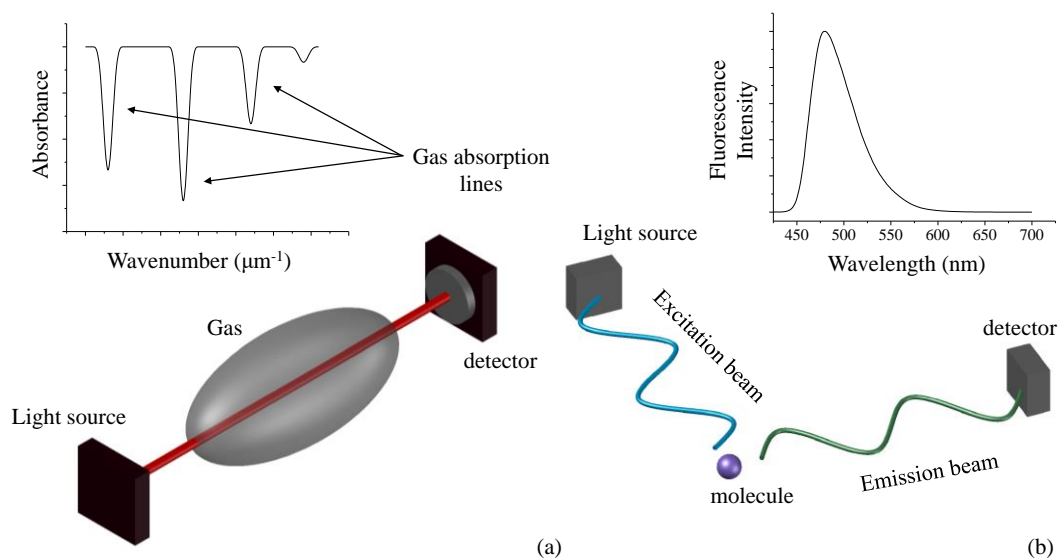 Absorbance
Gas absorption
lines
Wavenumber (μm⁻¹)
Gas
detector
Light source
(a)
Fluorescence
Intensity
450 500 550 600 650 700
Wavelength (nm)
Light source
Excitation beam
detector
Emission beam
molecule
(b)